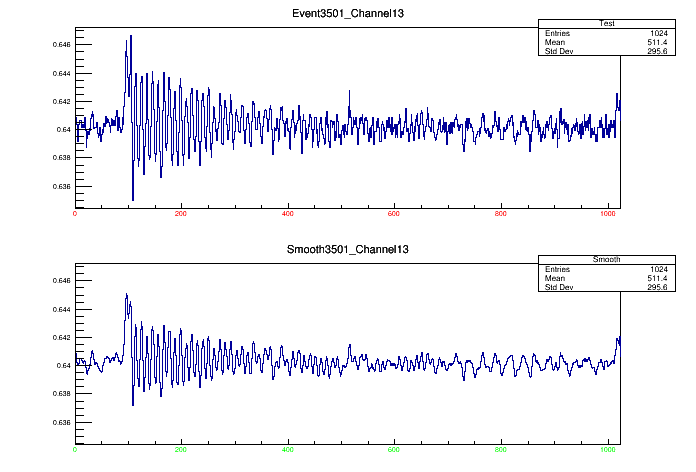 Event3501_Channel13
Test
Entries 1024
Mean 511.4
Std Dev 295.6
0.646
0.644
0.642
0.64
0.638
0.636
0 200 400 600 800 1000
Smooth3501_Channel13
Smooth
Entries 1024
Mean 511.4
Std Dev 295.6
0.646
0.644
0.642
0.64
0.638
0.636
0 200 400 600 800 1000